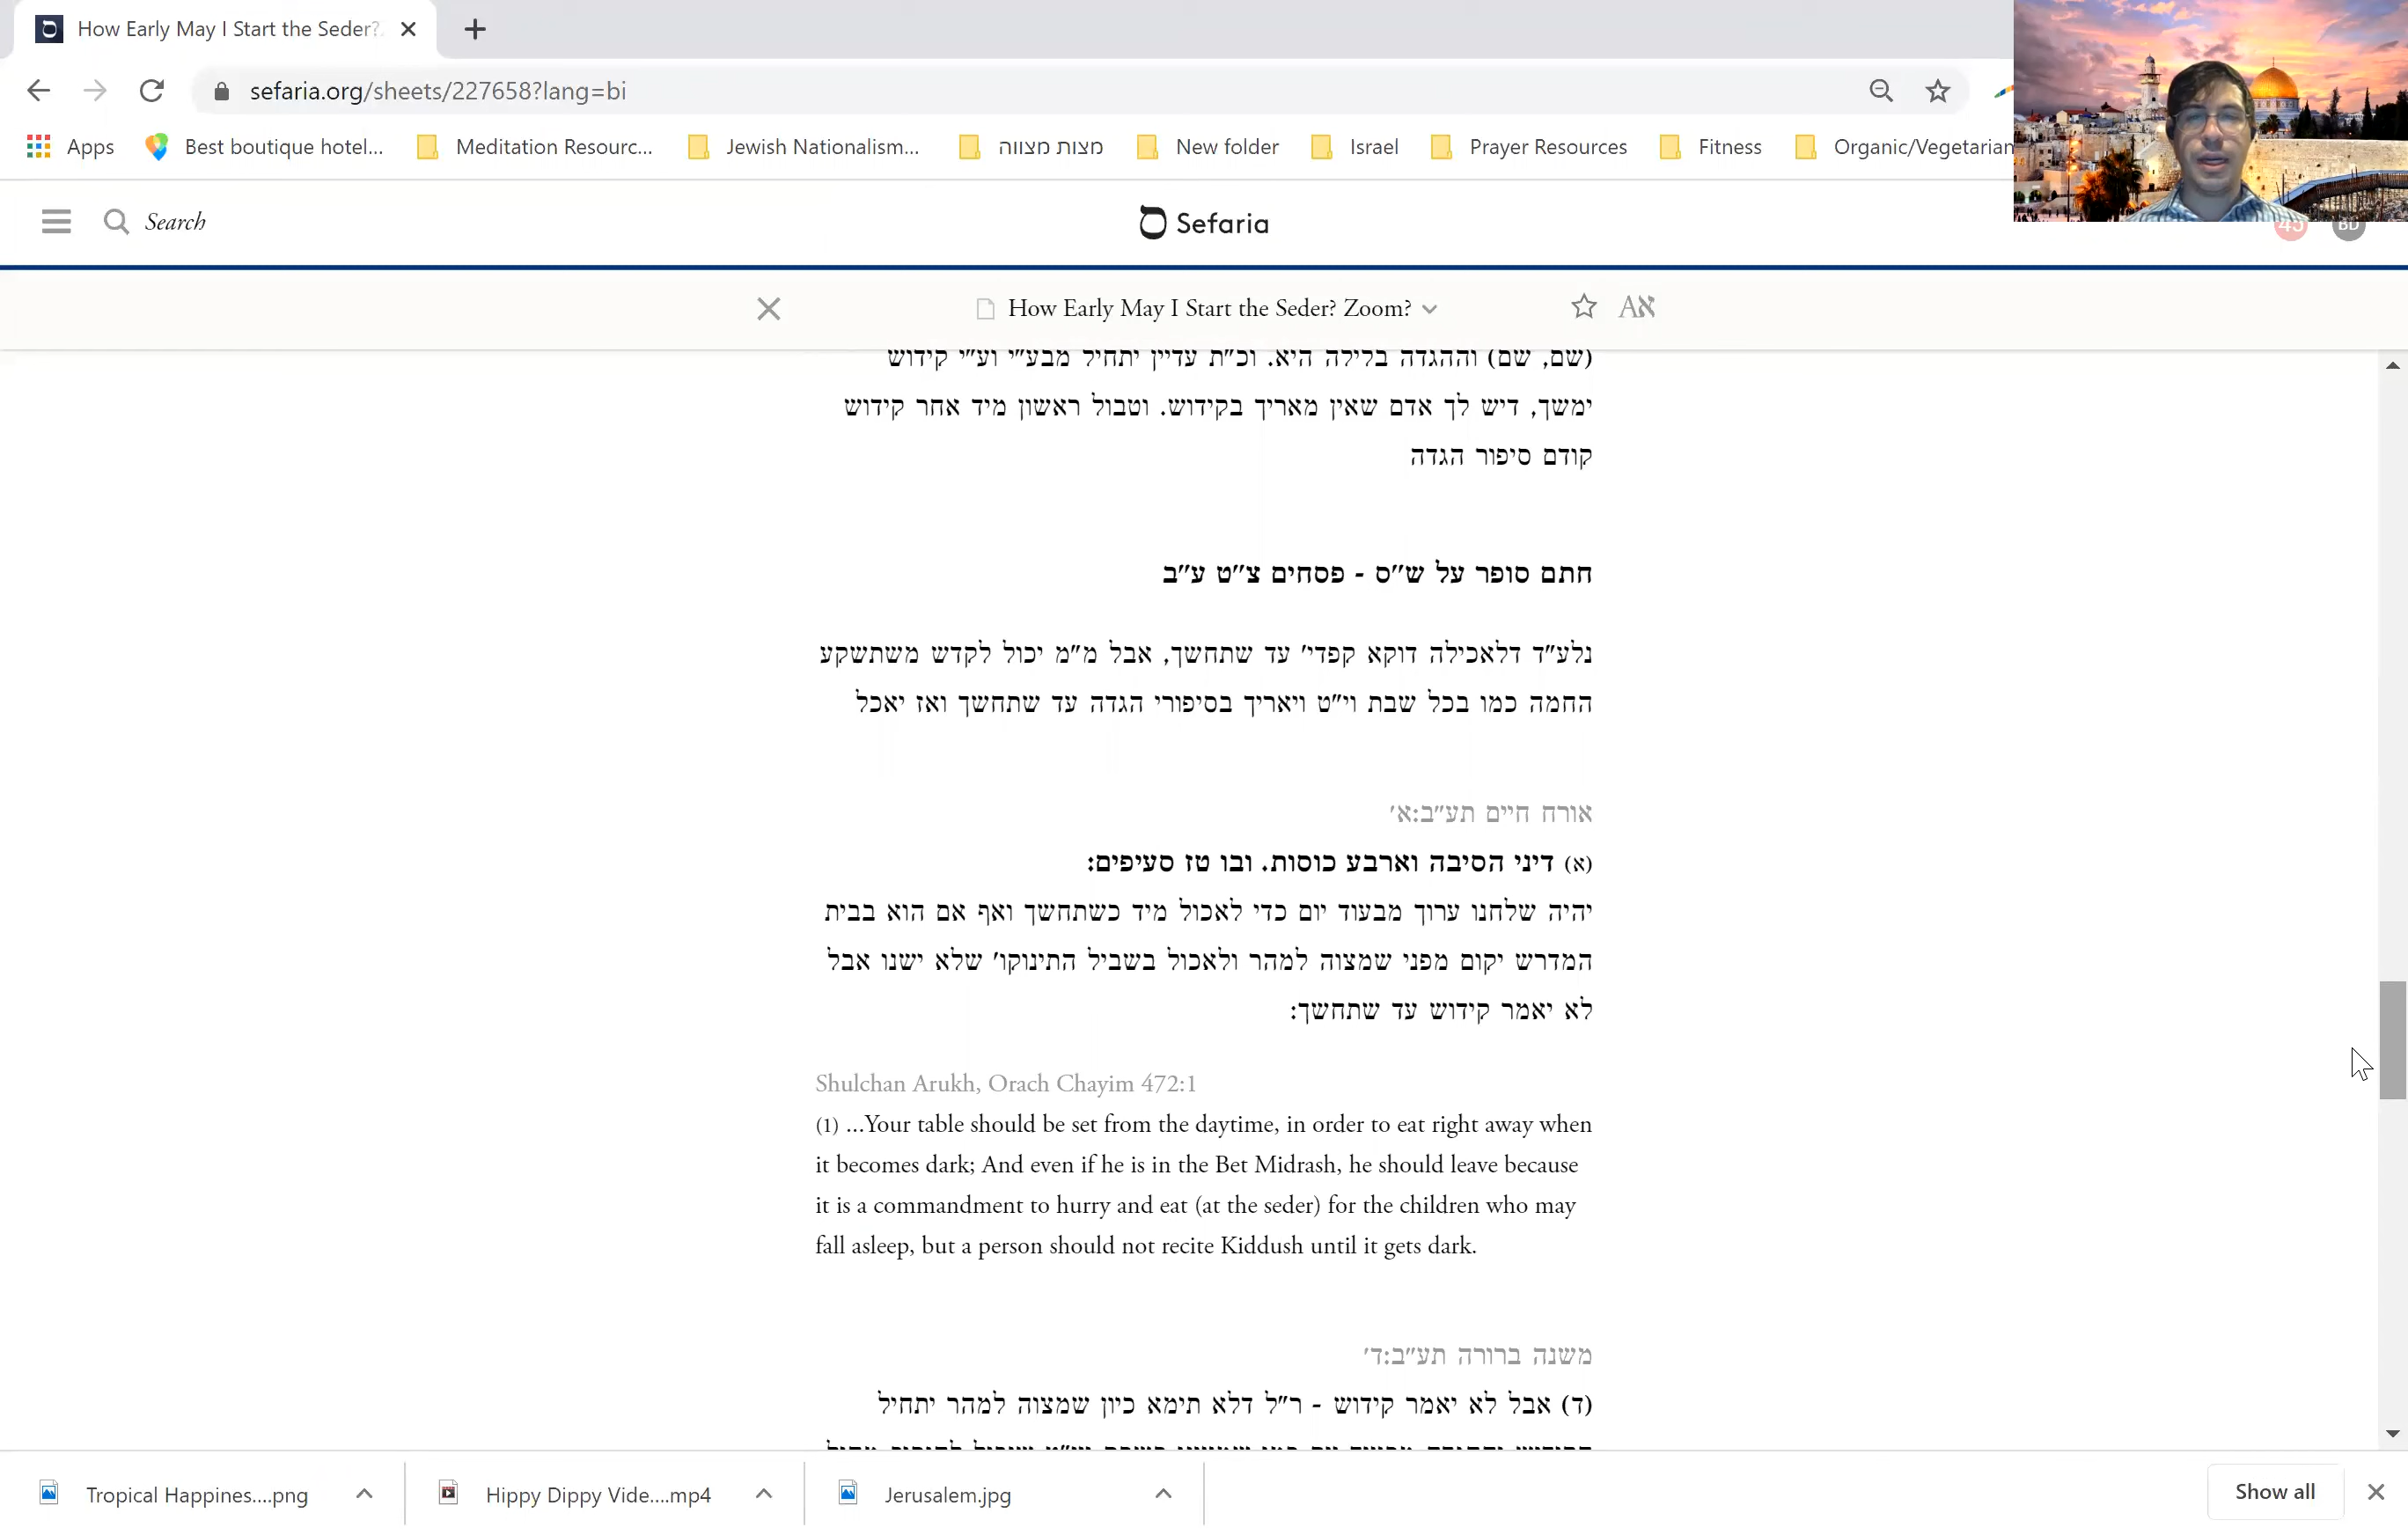 How Early May I Start the Seder?
sefaria.org/sheets/227658?lang=bi
Apps
Best boutique hotel...
Meditation Resourc...
Jewish Nationalism...
מצות מצווה
New folder
Israel
Prayer Resources
Fitness
Organic/Vegetarian
Search
Sefaria
45
BD
How Early May I Start the Seder? Zoom?
Aא
(שם, שם) וההגדה בלילה היא. וכ"ת עדיין יתחיל מבע"י וע"י קידוש
ימשך, דיש לך אדם שאין מאריך בקידוש. וטבול ראשון מיד אחר קידוש
קודם סיפור הגדה
חתם סופר על ש"ס - פסחים צ"ט ע"ב
נלע"ד דלאכילה דוקא קפדי' עד שתחשך, אבל מ"מ יכול לקדש משתשקע
החמה כמו בכל שבת וי"ט ויאריך בסיפורי הגדה עד שתחשך ואז יאכל
אורח חיים תע"ב:א׳
(א) דיני הסיבה וארבע כוסות. ובו טז סעיפים:
יהיה שלחנו ערוך מבעוד יום כדי לאכול מיד כשתחשך ואף אם הוא בבית
המדרש יקום מפני שמצוה למהר ולאכול בשביל התינוקו' שלא ישנו אבל
לא יאמר קידוש עד שתחשך:
Shulchan Arukh, Orach Chayim 472:1
(1) ...Your table should be set from the daytime, in order to eat right away when
it becomes dark; And even if he is in the Bet Midrash, he should leave because
it is a commandment to hurry and eat (at the seder) for the children who may
fall asleep, but a person should not recite Kiddush until it gets dark.
משנה ברורה תע"ב:ד׳
(ד) אבל לא יאמר קידוש - ר"ל דלא תימא כיון שמצוה למהר יתחיל
Tropical Happines....png
Hippy Dippy Vide....mp4
Jerusalem.jpg
Show all